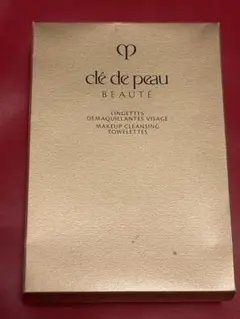 clé de peau
BEAUTÉ
LINGETTES
DÉMAQUILLANTES VISAGE
MAKEUP CLEANSING
TOWELETTES